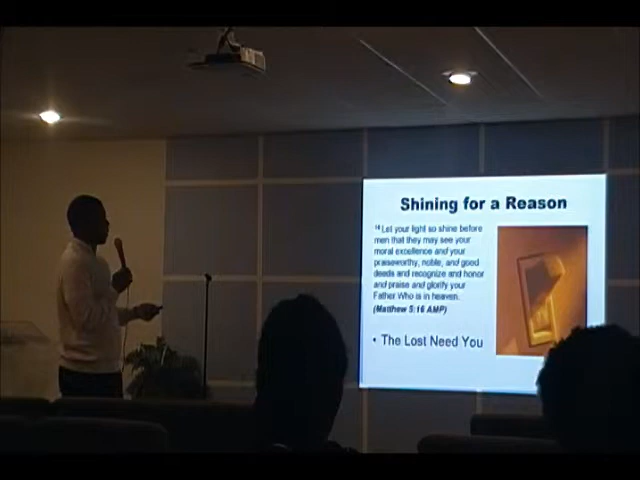 Shining for a Reason
16 Let your light so shine before
men that they may see your
moral excellence and your
praiseworthy, noble, and good
deeds and recognize and honor
and praise and glorify your
Father Who is in heaven.
(Matthew 5:16 AMP)
• The Lost Need You